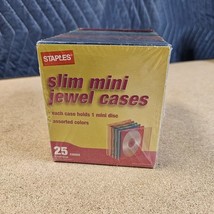 STAPLES
slim mini
jewel cases
each case holds 1 mini disc
assorted colors
25